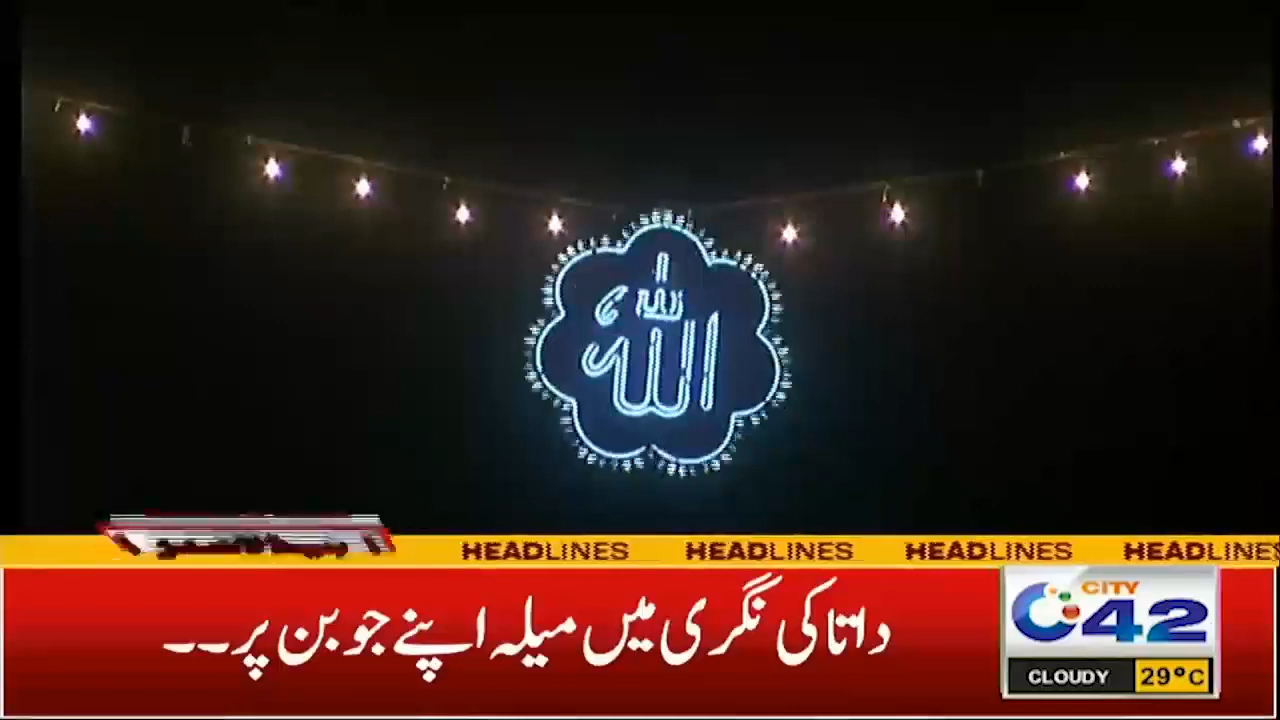 الله
HEADLINES HEADLINES HEADLINES HEADLINES
داتا کی نگری میں میلہ اپنے جوبن پر۔۔
CITY
42
CLOUDY 29°C